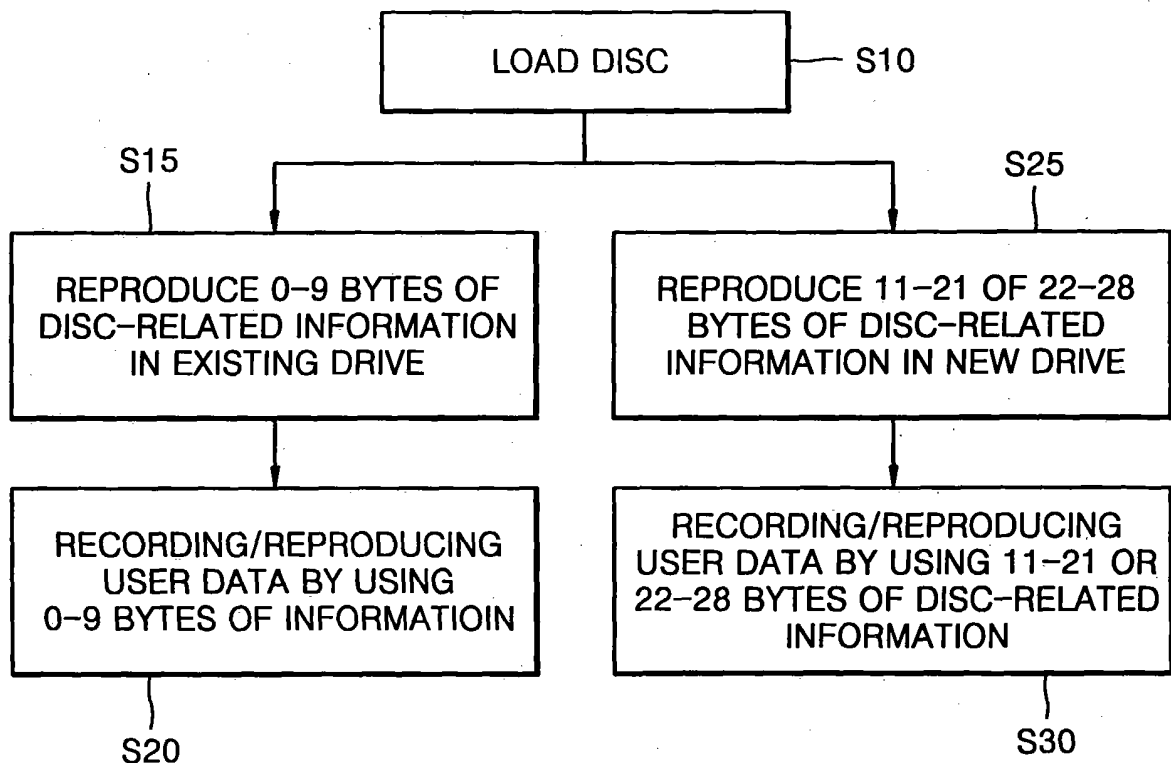 LOAD DISC
S10
S15
S25
REPRODUCE 0-9 BYTES OF
DISC-RELATED INFORMATION
IN EXISTING DRIVE
REPRODUCE 11-21 OF 22-28
BYTES OF DISC-RELATED
INFORMATION IN NEW DRIVE
RECORDING/REPRODUCING
USER DATA BY USING
0-9 BYTES OF INFORMATIOIN
RECORDING/REPRODUCING
USER DATA BY USING 11-21 OR
22-28 BYTES OF DISC-RELATED
INFORMATION
S20
S30